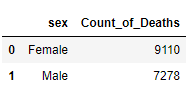 sex Count_of_Deaths
0 Female 9110
1 Male 7278